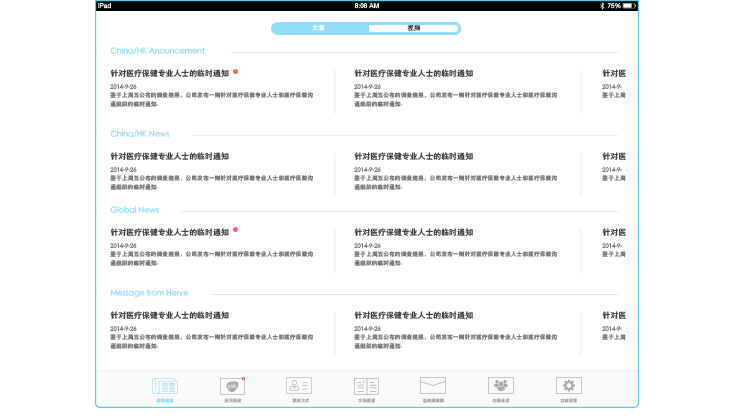 iPad 8:08 AM 75%
文章 视频
China/HK Anouncement
针对医疗保健专业人士的临时通知 针对医疗保健专业人士的临时通知 针对医
2014-9-26 2014-9-26 2014-9-
鉴于上周五公布的调查结果，公司发布一则针对医疗保健专业人士和医疗保健沟 鉴于上周五公布的调查结果，公司发布一则针对医疗保健专业人士和医疗保健沟 鉴于上周
通组织的临时通知。 通组织的临时通知。
China/HK News
针对医疗保健专业人士的临时通知 针对医疗保健专业人士的临时通知 针对医
2014-9-26 2014-9-26 2014-9-
鉴于上周五公布的调查结果，公司发布一则针对医疗保健专业人士和医疗保健沟 鉴于上周五公布的调查结果，公司发布一则针对医疗保健专业人士和医疗保健沟 鉴于上周
通组织的临时通知。 通组织的临时通知。
Global News
针对医疗保健专业人士的临时通知 针对医疗保健专业人士的临时通知 针对医
2014-9-26 2014-9-26 2014-9-
鉴于上周五公布的调查结果，公司发布一则针对医疗保健专业人士和医疗保健沟 鉴于上周五公布的调查结果，公司发布一则针对医疗保健专业人士和医疗保健沟 鉴于上周
通组织的临时通知。 通组织的临时通知。
Message from Herve
针对医疗保健专业人士的临时通知 针对医疗保健专业人士的临时通知 针对医
2014-9-26 2014-9-26 2014-9-
鉴于上周五公布的调查结果，公司发布一则针对医疗保健专业人士和医疗保健沟 鉴于上周五公布的调查结果，公司发布一则针对医疗保健专业人士和医疗保健沟 鉴于上周
通组织的临时通知。 通组织的临时通知。